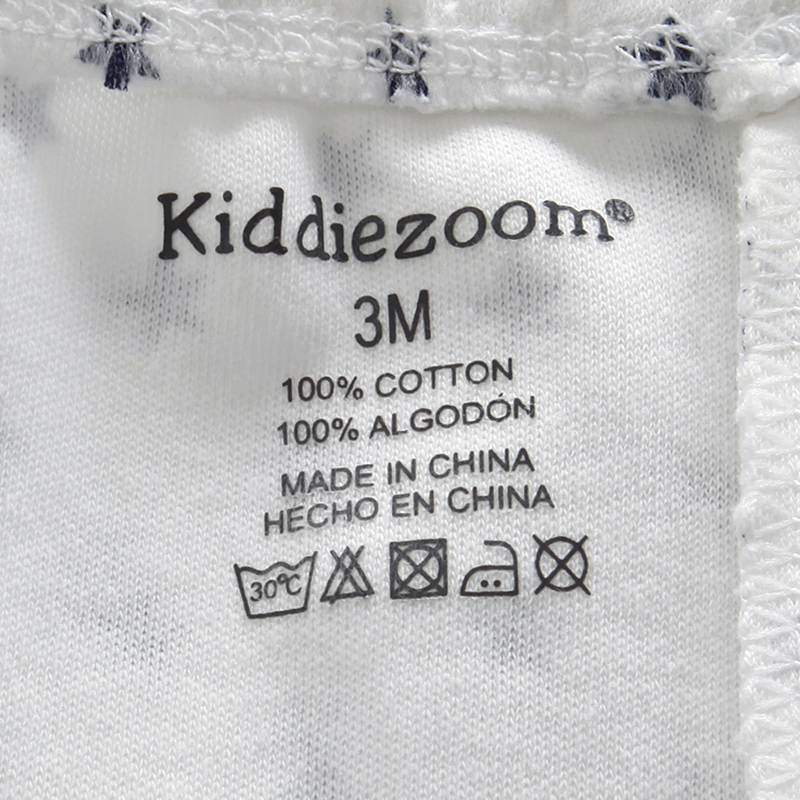 Kiddiezoom®
3M
100% COTTON
100% ALGODÓN
MADE IN CHINA
HECHO EN CHINA
30°C